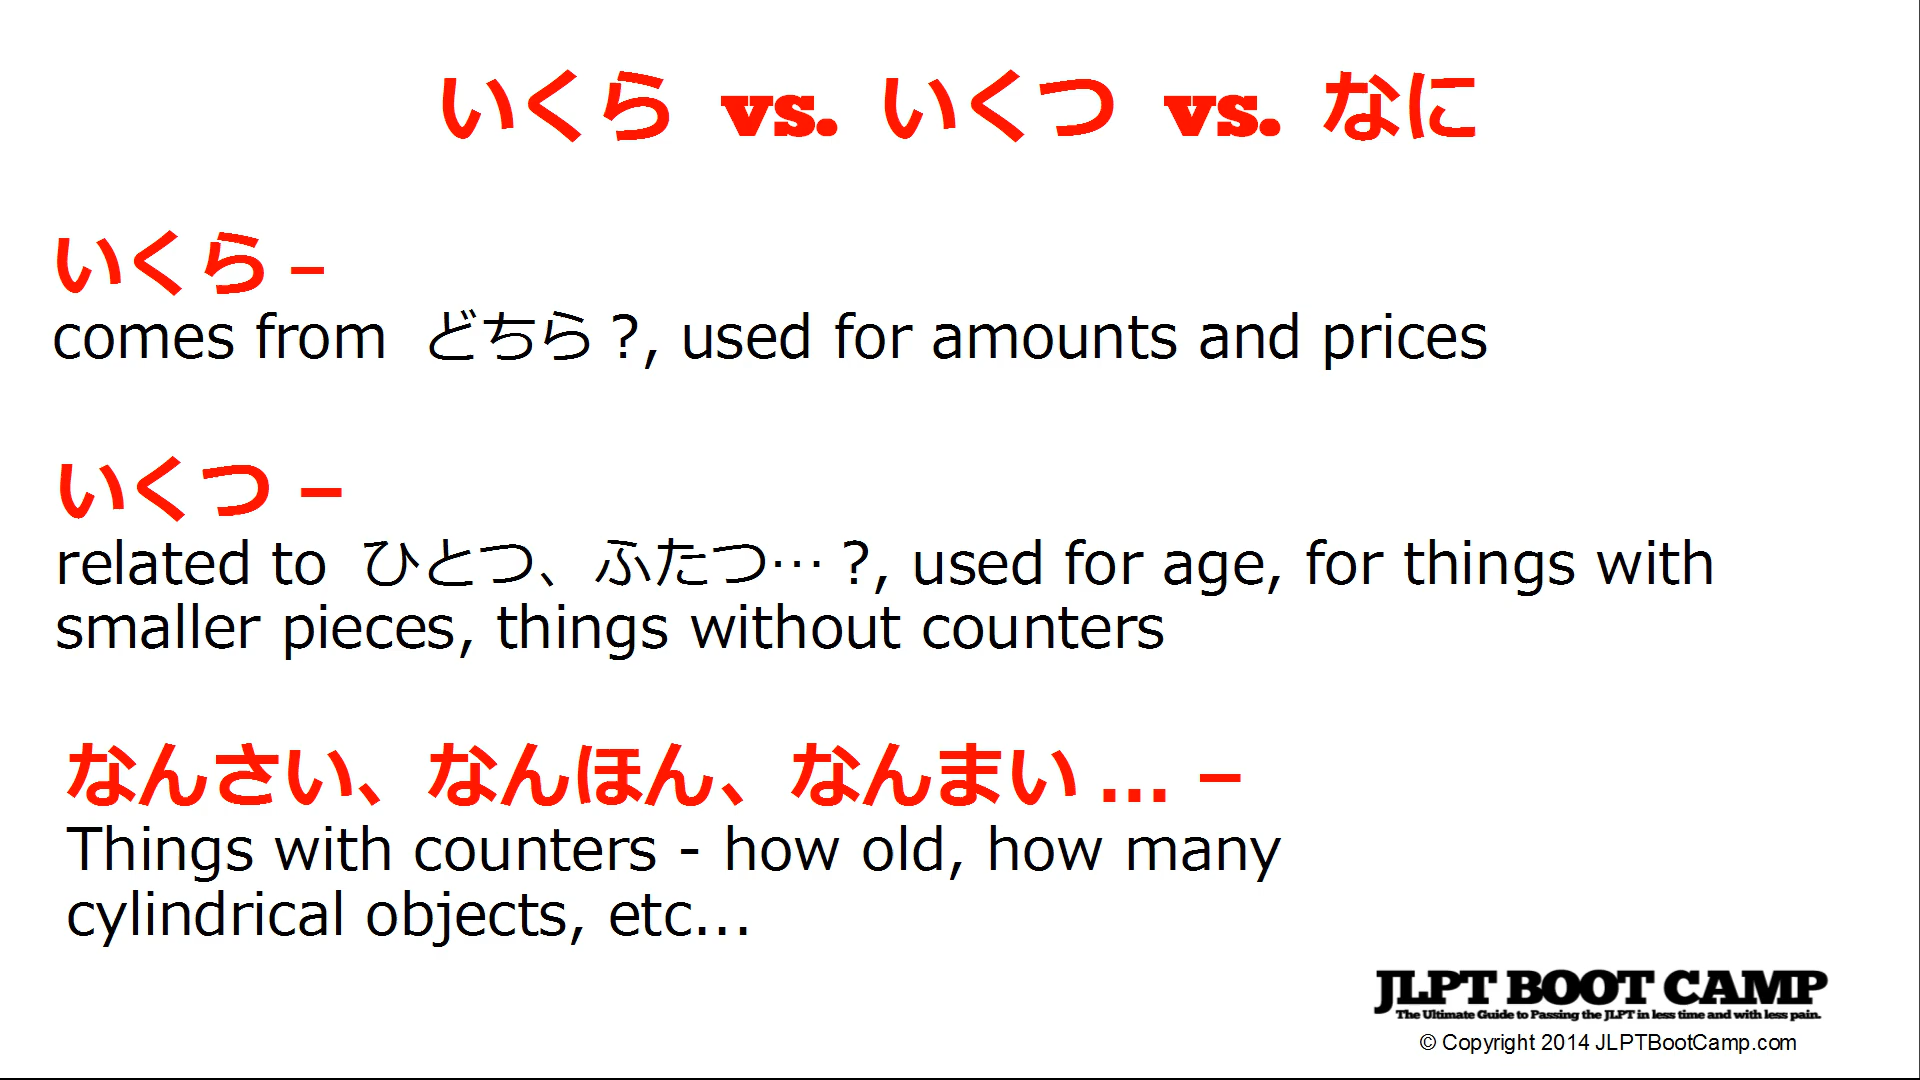 いくら vs. いくつ vs. なに
いくら –
comes from どちら?, used for amounts and prices
いくつ –
related to ひとつ、ふたつ…?, used for age, for things with
smaller pieces, things without counters
なんさい、なんほん、なんまい... –
Things with counters - how old, how many
cylindrical objects, etc...
JLPT BOOT CAMP
The Ultimate Guide to Passing the JLPT in less time and with less pain.
© Copyright 2014 JLPTBootCamp.com